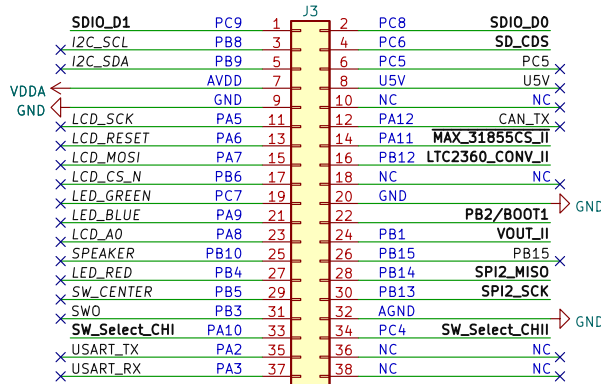 J3
SDIO_D1 PC9 1 2 PC8 SDIO_D0
I2C_SCL PB8 3 4 PC6 SD_CDS
I2C_SDA PB9 5 6 PC5 PC5
VDDA AVDD 7 8 U5V U5V
GND GND 9 10 NC NC
LCD_SCK PA5 11 12 PA12 CAN_TX
LCD_RESET PA6 13 14 PA11 MAX_31855CS_II
LCD_MOSI PA7 15 16 PB12 LTC2360_CONV_II
LCD_CS_N PB6 17 18 NC NC
LED_GREEN PC7 19 20 GND GND
LED_BLUE PA9 21 22 PB2/BOOT1
LCD_A0 PA8 23 24 PB1 VOUT_II
SPEAKER PB10 25 26 PB15 PB15
LED_RED PB4 27 28 PB14 SPI2_MISO
SW_CENTER PB5 29 30 PB13 SPI2_SCK
SWO PB3 31 32 AGND GND
SW_Select_CHI PA10 33 34 PC4 SW_Select_CHII
USART_TX PA2 35 36 NC NC
USART_RX PA3 37 38 NC NC